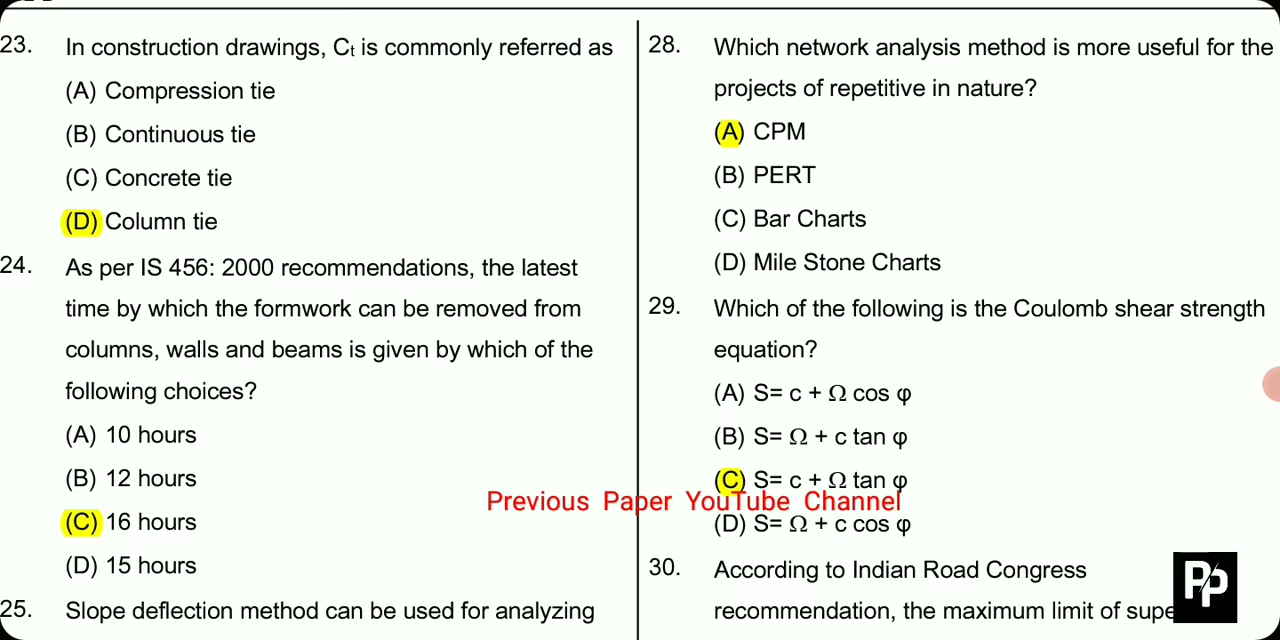 23. In construction drawings, Ct is commonly referred as
(A) Compression tie
(B) Continuous tie
(C) Concrete tie
(D) Column tie
24. As per IS 456: 2000 recommendations, the latest
time by which the formwork can be removed from
columns, walls and beams is given by which of the
following choices?
(A) 10 hours
(B) 12 hours
(C) 16 hours
(D) 15 hours
25. Slope deflection method can be used for analyzing
28. Which network analysis method is more useful for the
projects of repetitive in nature?
(A) CPM
(B) PERT
(C) Bar Charts
(D) Mile Stone Charts
29. Which of the following is the Coulomb shear strength
equation?
(A) S= c + Ω cos φ
(B) S= Ω + c tan φ
(C) S= c + Ω tan φ
Previous Paper YouTube Channel
(D) S= Ω + c cos φ
30. According to Indian Road Congress
recommendation, the maximum limit of supe
Pp